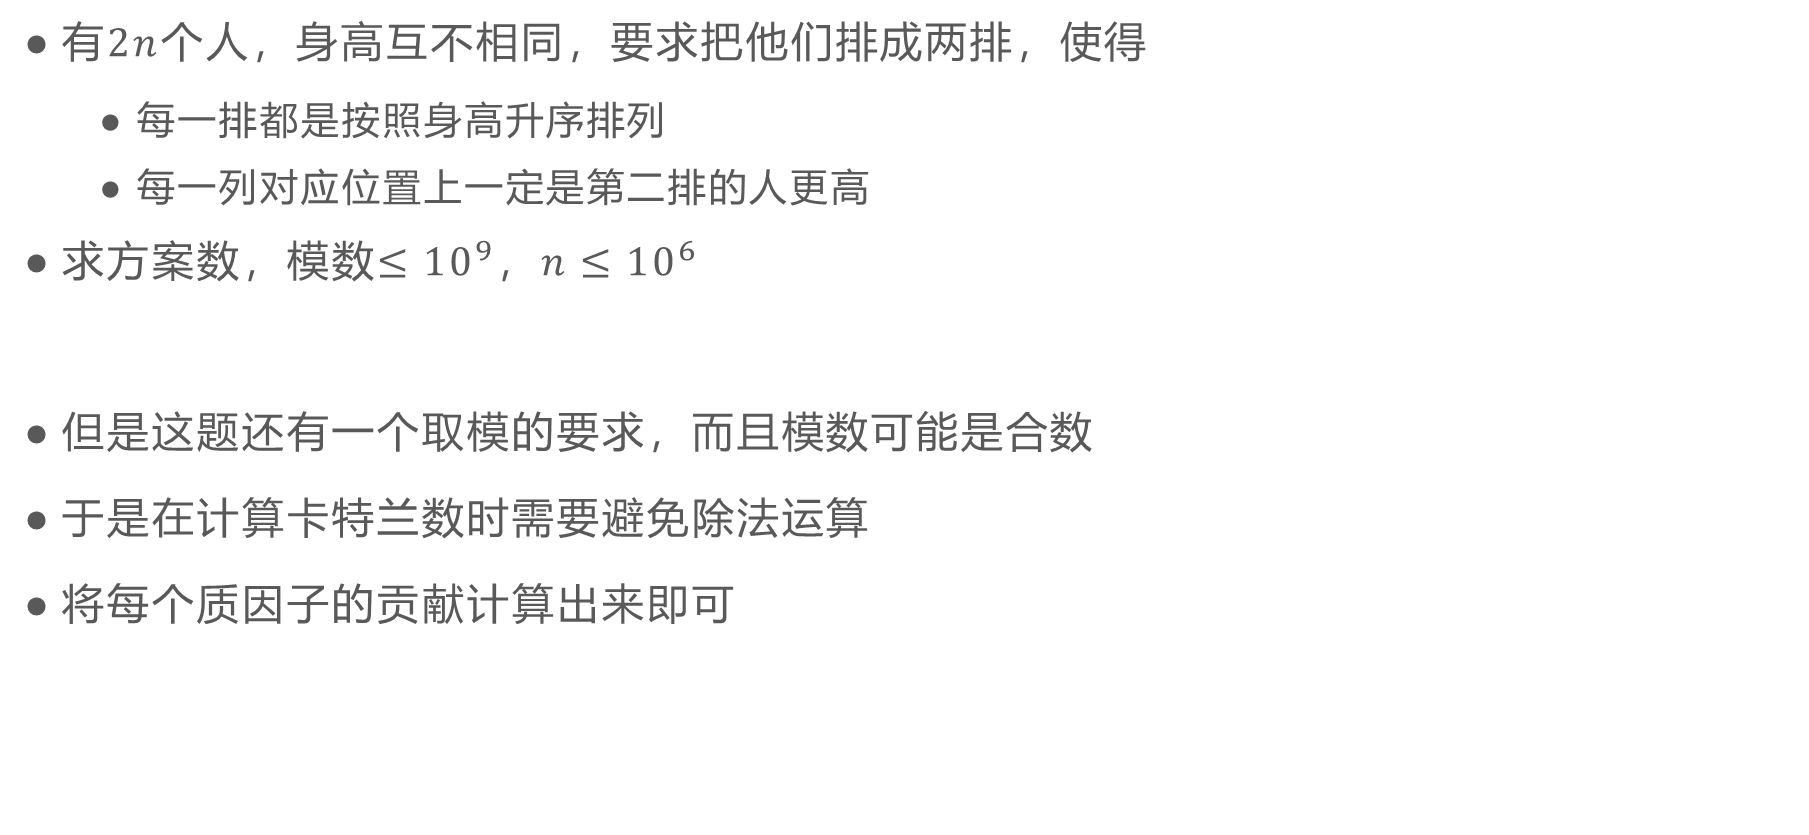 • 有2n个人，身高互不相同，要求把他们排成两排，使得
• 每一排都是按照身高升序排列
• 每一列对应位置上一定是第二排的人更高
• 求方案数，模数≤ 10⁹，n ≤ 10⁶
• 但是这题还有一个取模的要求，而且模数可能是合数
• 于是在计算卡特兰数时需要避免除法运算
• 将每个质因子的贡献计算出来即可